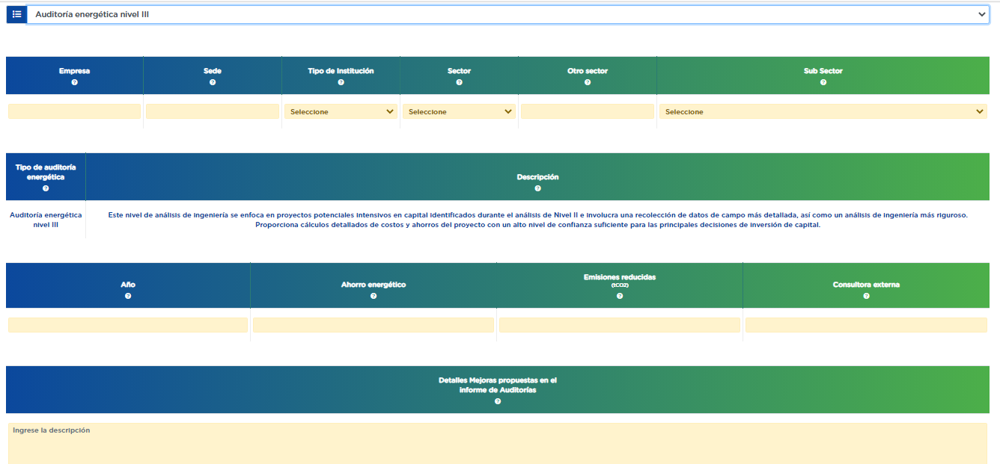 Auditoría energética nivel III
Empresa
Sede
Tipo de Institución
Sector
Otro sector
Sub Sector
Seleccione
Seleccione
Seleccione
Tipo de auditoría
energética
Descripción
Auditoría energética
nivel III
Este nivel de análisis de ingeniería se enfoca en proyectos potenciales intensivos en capital identificados durante el análisis de Nivel II e involucra una recolección de datos de campo más detallada, así como un análisis de ingeniería más riguroso.
Proporciona cálculos detallados de costos y ahorros del proyecto con un alto nivel de confianza suficiente para las principales decisiones de inversión de capital.
Año
Ahorro energético
Emisiones reducidas
(tCO2)
Consultora externa
Detalles Mejoras propuestas en el
informe de Auditorías
Ingrese la descripción